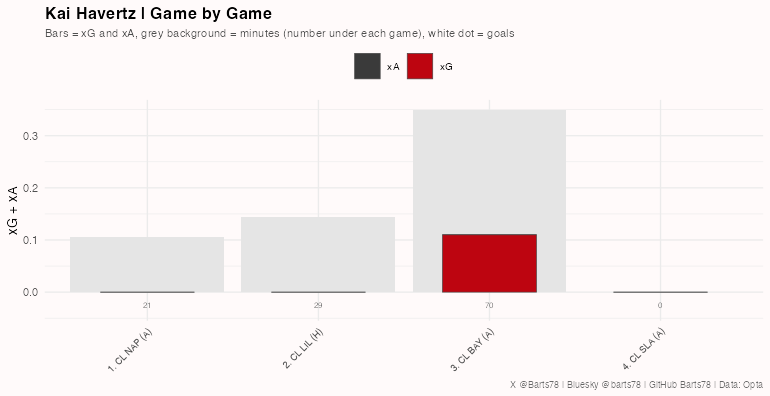 Kai Havertz | Game by Game
Bars = xG and xA, grey background = minutes (number under each game), white dot = goals
xA
xG
XG + xA
0.3
0.2
0.1
0.0
21
29
70
0
1. CL NAP (A)
2. CL LIL (H)
3. CL BAY (A)
4. CL SLA (A)
X @Barts78 | Bluesky @barts78 | GitHub Barts78 | Data: Opta